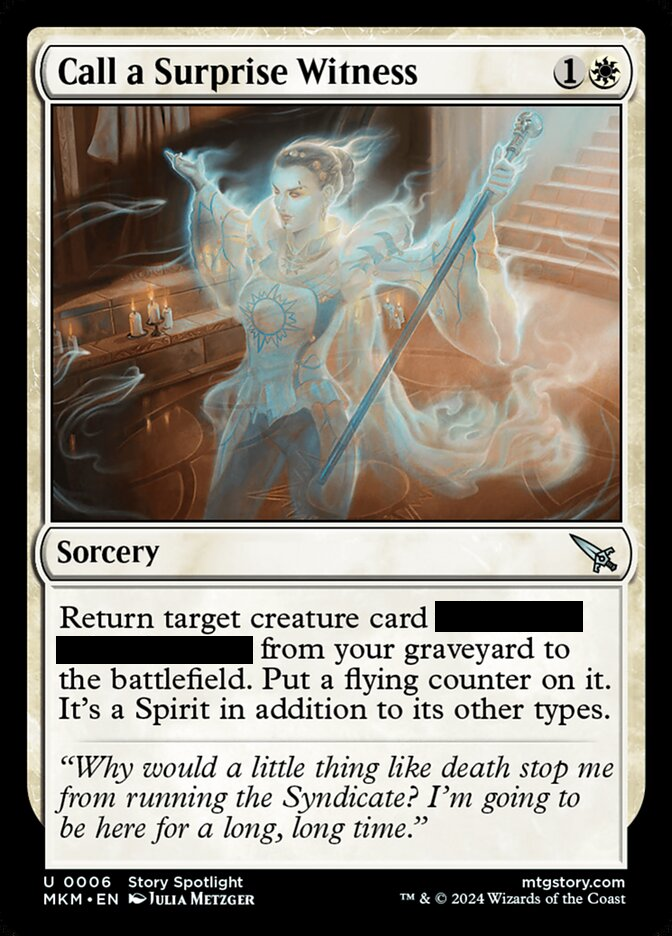 Call a Surprise Witness
1
Sorcery
Return target creature card
from your graveyard to
the battlefield. Put a flying counter on it.
It's a Spirit in addition to its other types.
“Why would a little thing like death stop me
from running the Syndicate? I'm going to
be here for a long, long time.”
U 0006 Story Spotlight
mtgstory.com
MKM • EN Julia Metzger
™ & © 2024 Wizards of the Coast